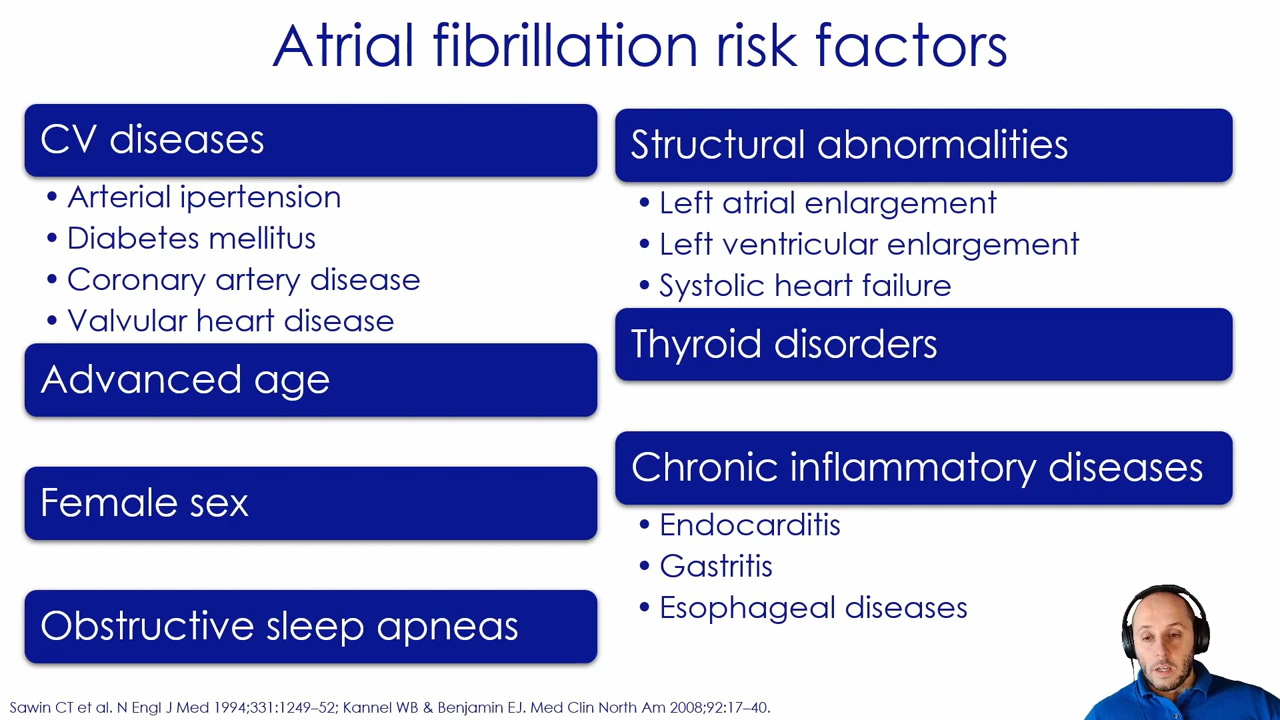 Atrial fibrillation risk factors
CV diseases
• Arterial ipertension
• Diabetes mellitus
• Coronary artery disease
• Valvular heart disease
Advanced age
Female sex
Obstructive sleep apneas
Structural abnormalities
• Left atrial enlargement
• Left ventricular enlargement
• Systolic heart failure
Thyroid disorders
Chronic inflammatory diseases
• Endocarditis
• Gastritis
• Esophageal diseases
Sawin CT et al. N Engl J Med 1994;331:1249–52; Kannel WB & Benjamin EJ. Med Clin North Am 2008;92:17–40.